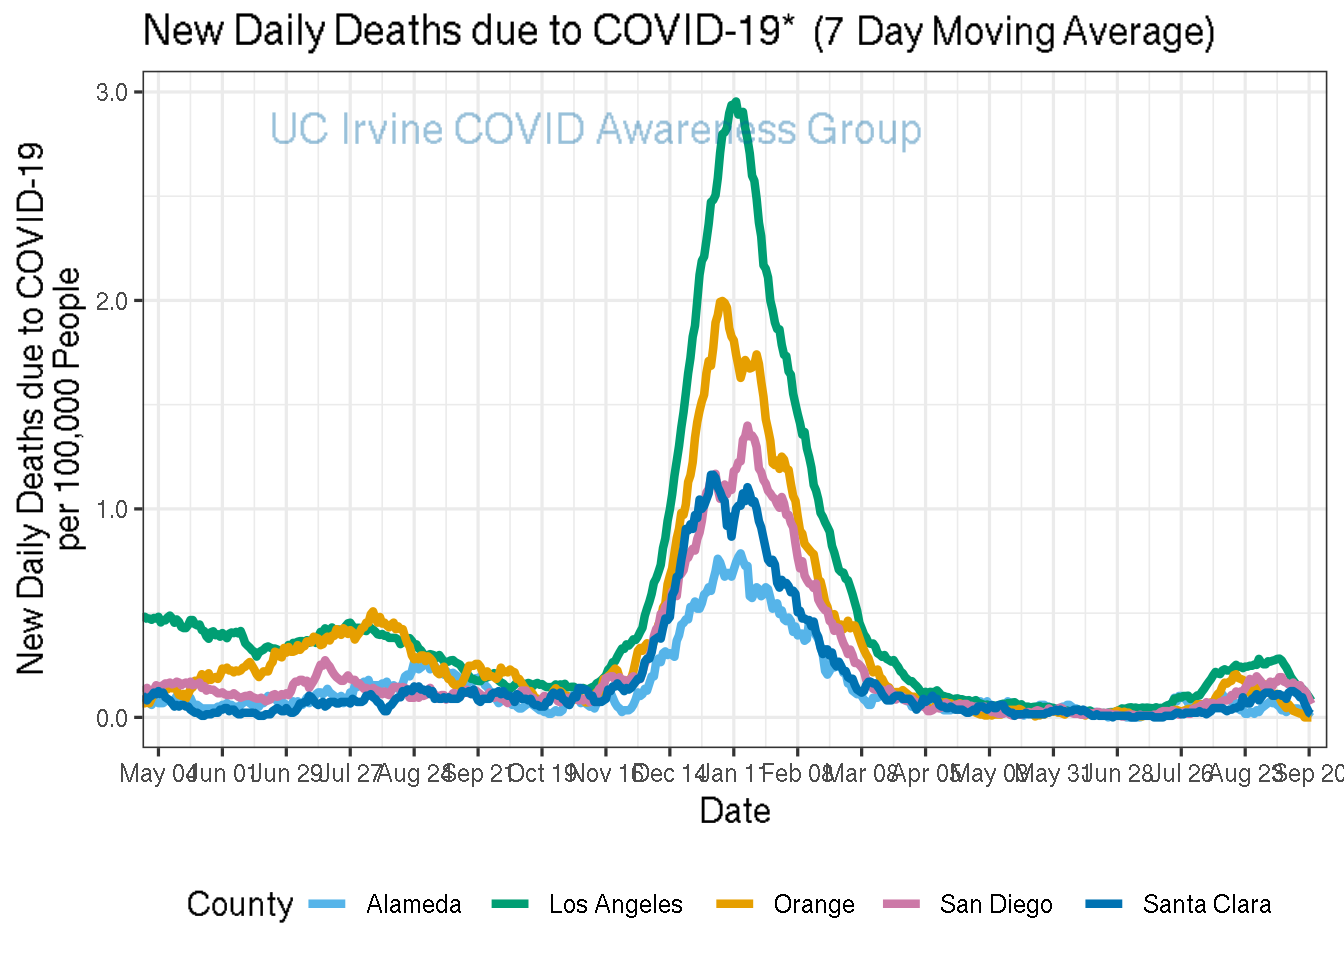 New Daily Deaths due to COVID-19* (7 Day Moving Average)
UC Irvine COVID Awareness Group
New Daily Deaths due to COVID-19
per 100,000 People
3.0
2.0
1.0
0.0
May 04 Jun 01 Jun 29 Jul 27 Aug 24 Sep 21 Oct 19 Nov 16 Dec 14 Jan 11 Feb 08 Mar 08 Apr 05 May 03 May 31 Jun 28 Jul 26 Aug 23 Sep 20
Date
County Alameda Los Angeles Orange San Diego Santa Clara